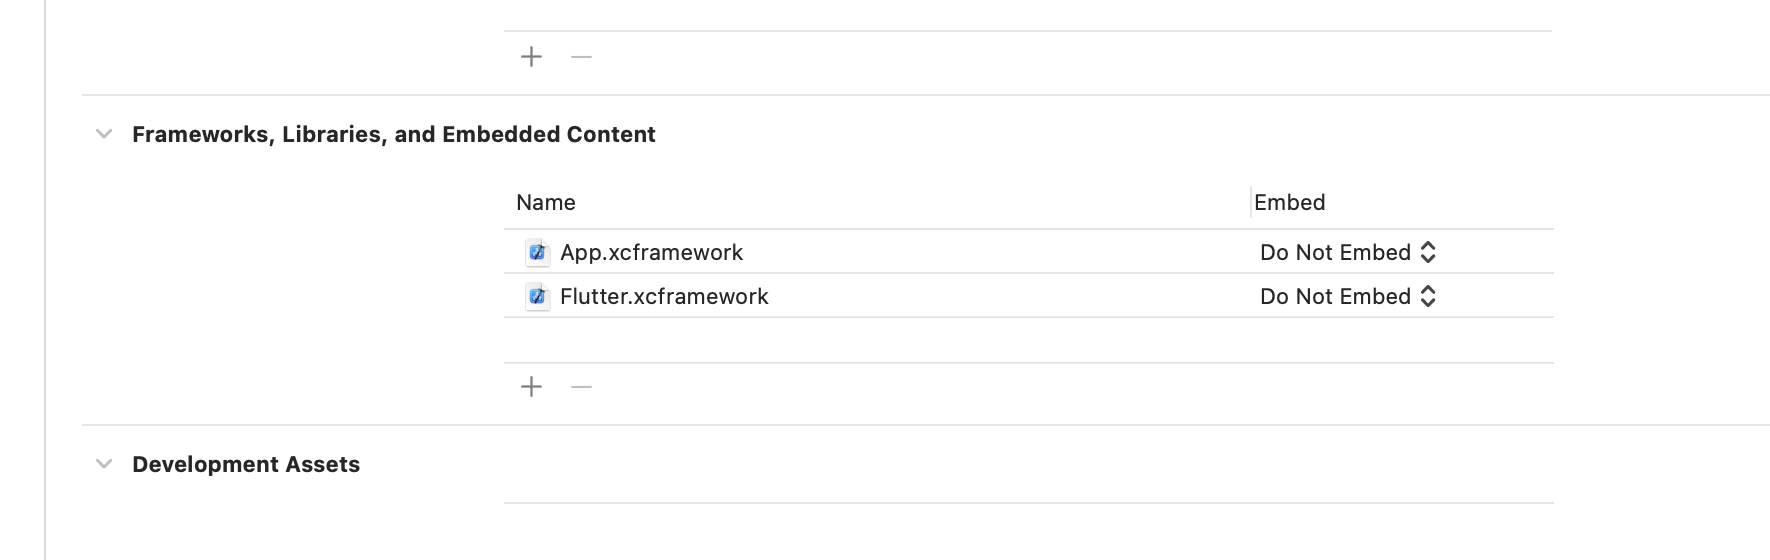 Frameworks, Libraries, and Embedded Content
Name Embed
App.xcframework Do Not Embed
Flutter.xcframework Do Not Embed
Development Assets